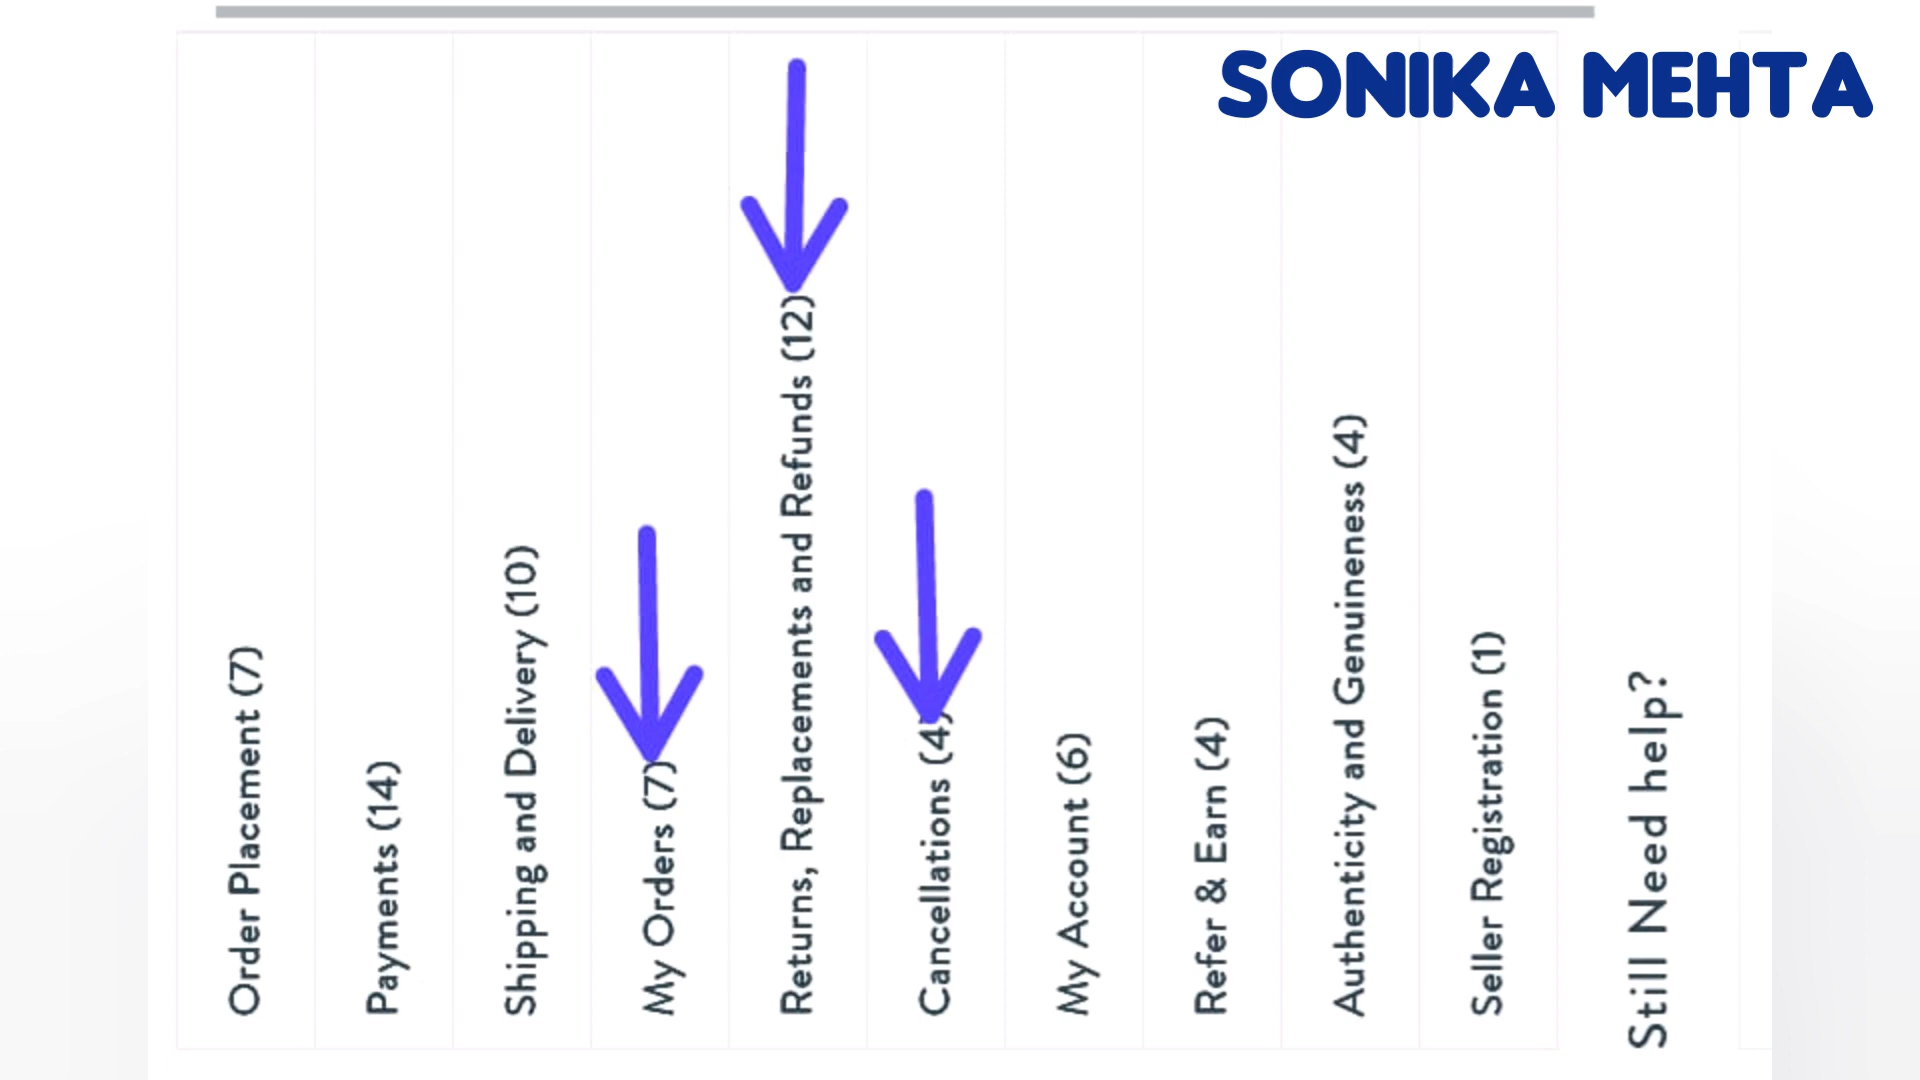 SONIKA MEHTA
Order Placement (7)
Payments (14)
Shipping and Delivery (10)
My Orders (7)
Returns, Replacements and Refunds (12)
Cancellations (4)
My Account (6)
Refer & Earn (4)
Authenticity and Genuineness (4)
Seller Registration (1)
Still Need help?